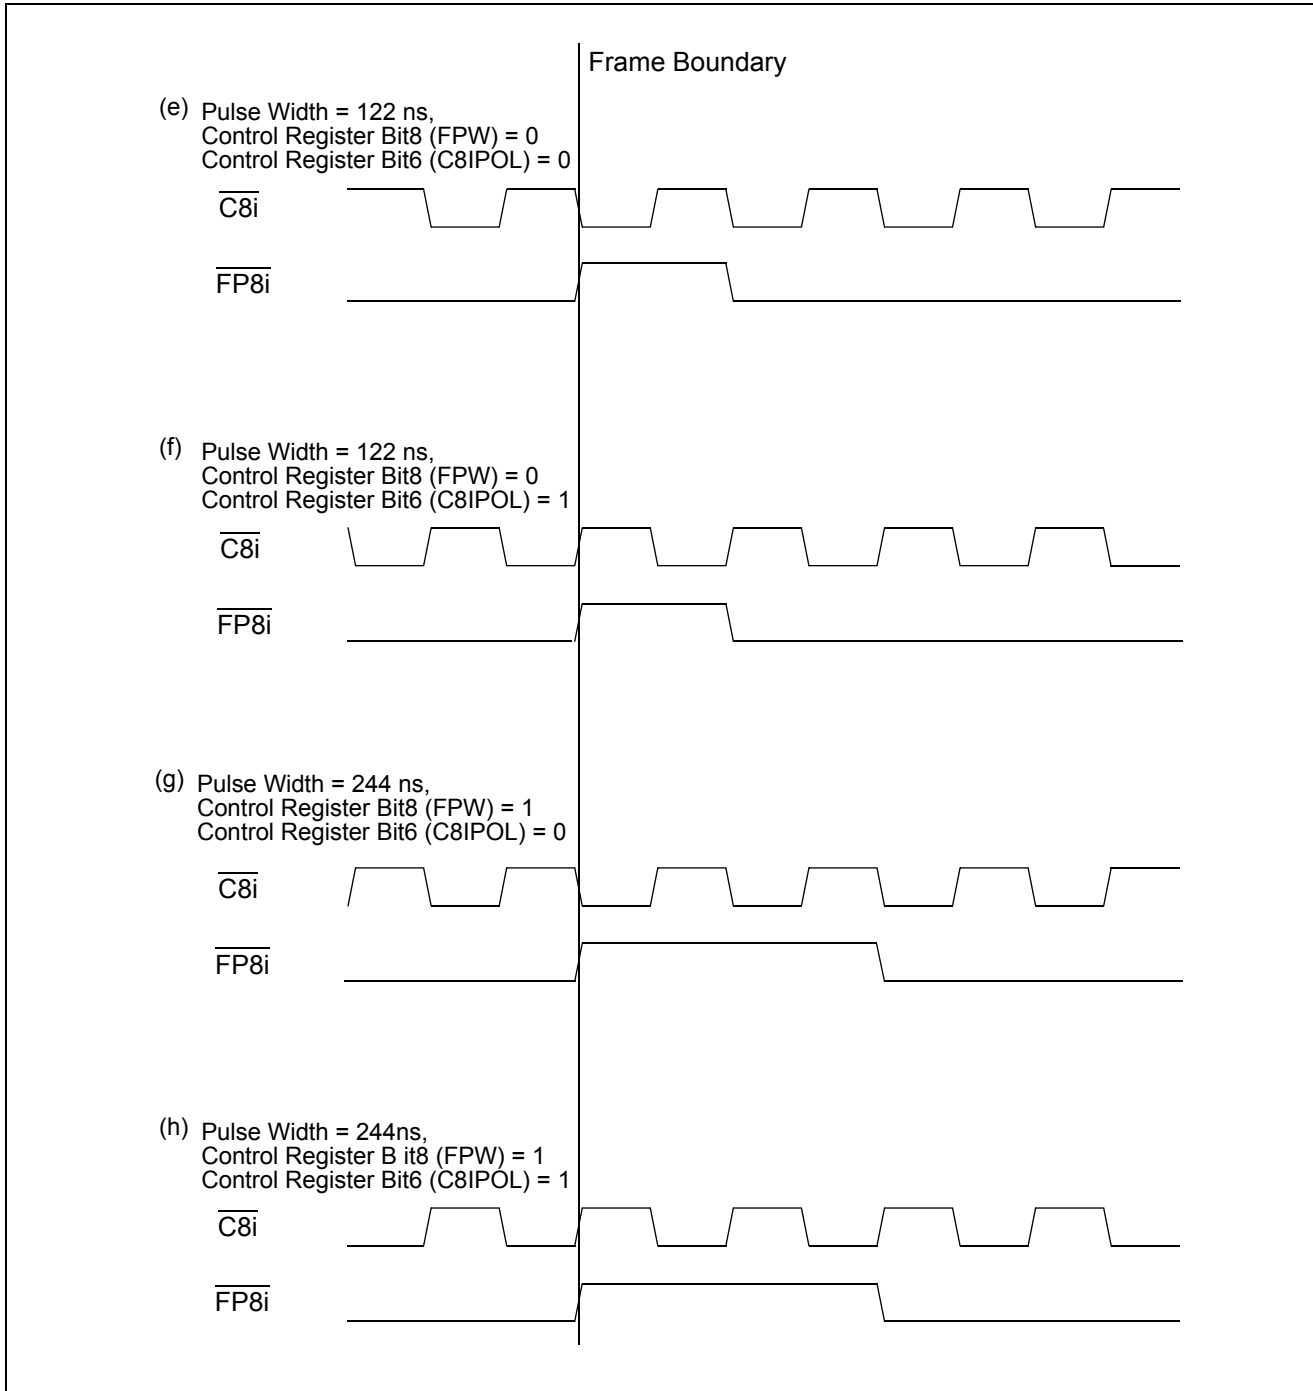 Frame Boundary
(e) Pulse Width = 122 ns,
Control Register Bit8 (FPW) = 0
Control Register Bit6 (C8IPOL) = 0
C8i
FP8i
(f) Pulse Width = 122 ns,
Control Register Bit8 (FPW) = 0
Control Register Bit6 (C8IPOL) = 1
C8i
FP8i
(g) Pulse Width = 244 ns,
Control Register Bit8 (FPW) = 1
Control Register Bit6 (C8IPOL) = 0
C8i
FP8i
(h) Pulse Width = 244ns,
Control Register B it8 (FPW) = 1
Control Register Bit6 (C8IPOL) = 1
C8i
FP8i